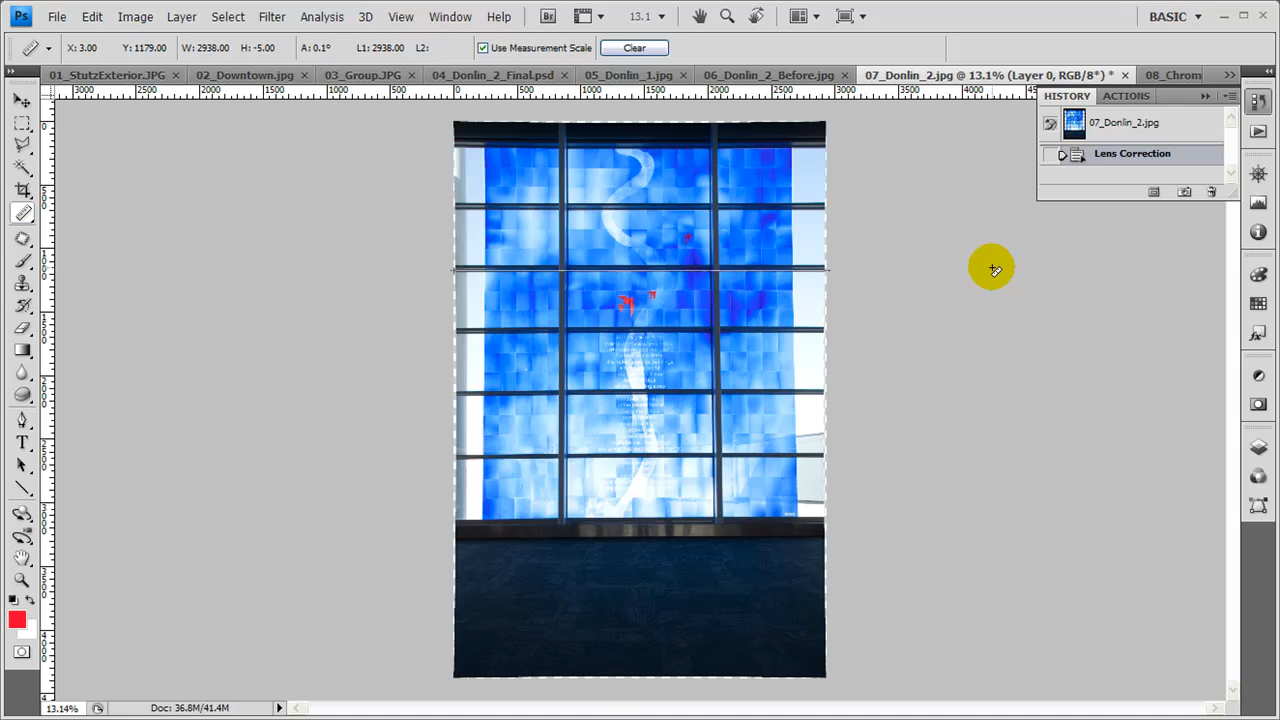 Ps File Edit Image Layer Select Filter Analysis 3D View Window Help Br 13.1 BASIC
X: 3.00 Y: 1179.00 W: 2938.00 H: -5.00 A: 0.1° L1: 2938.00 L2: Use Measurement Scale Clear
01_StutzExterior.JPG × 02_Downtown.jpg × 03_Group.JPG × 04_Donlin_2_Final.psd × 05_Donlin_1.jpg × 06_Donlin_2_Before.jpg × 07_Donlin_2.jpg @ 13.1% (Layer 0, RGB/8*) * × 08_Chrom
3000 2500 2000 1500 1000 500 0 500 1000 1500 2000 2500 3000 3500 4000
HISTORY ACTIONS
07_Donlin_2.jpg
Lens Correction
13.14% Doc: 36.8M/41.4M